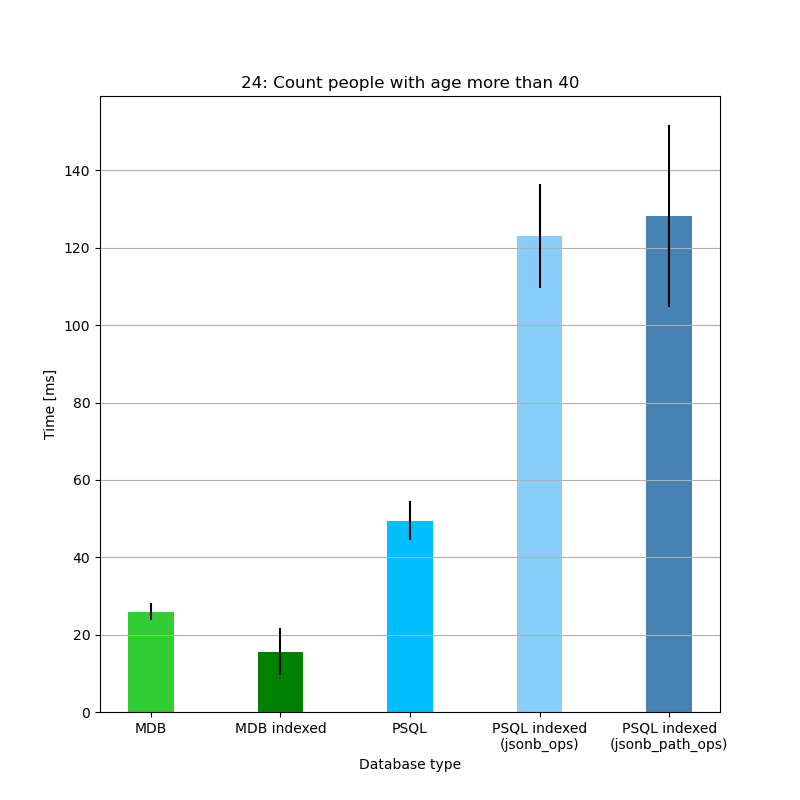 24: Count people with age more than 40
Time [ms]
140
120
100
80
60
40
20
0
MDB
MDB indexed
PSQL
PSQL indexed
(jsonb_ops)
PSQL indexed
(jsonb_path_ops)
Database type